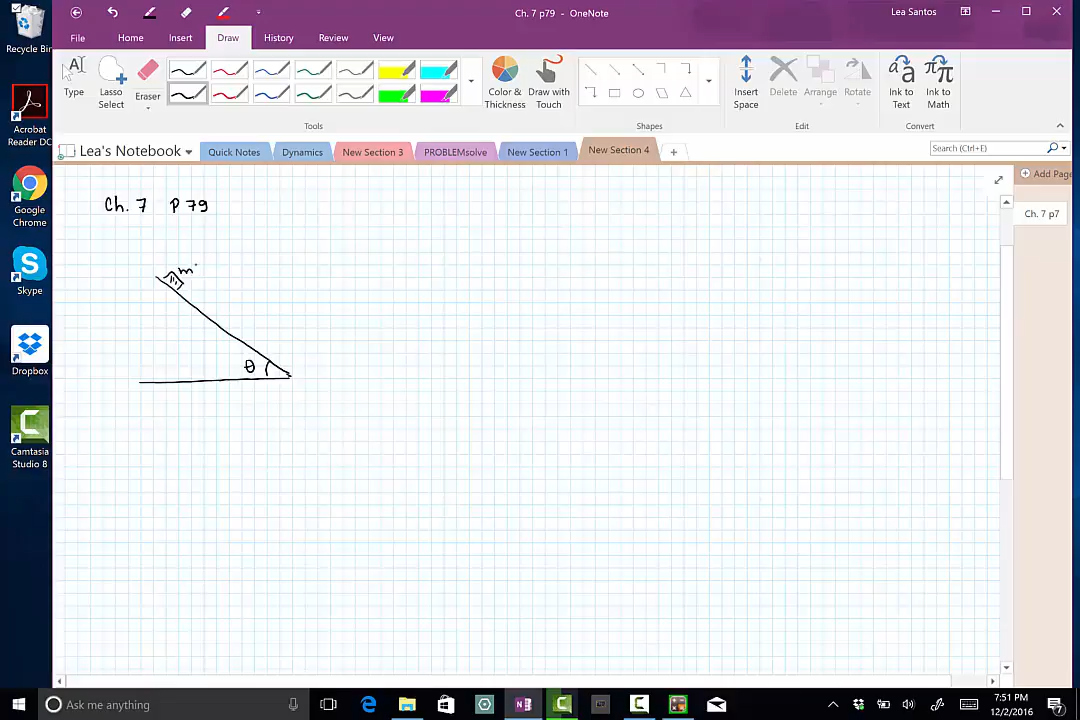 Ch. 7 p79 - OneNote
Lea Santos
File Home Insert Draw History Review View
Type
Lasso Select
Eraser
Color & Thickness
Draw with Touch
Insert Space
Delete
Arrange
Rotate
Ink to Text
Ink to Math
Tools
Shapes
Edit
Convert
Lea's Notebook
Quick Notes
Dynamics
New Section 3
PROBLEMsolve
New Section 1
New Section 4
Search (Ctrl+E)
Add Page
Ch. 7 p7
Ch. 7 P 79
m
θ
Recycle Bin
Acrobat Reader DC
Google Chrome
Skype
Dropbox
Camtasia Studio 8
Ask me anything
7:51 PM
12/2/2016